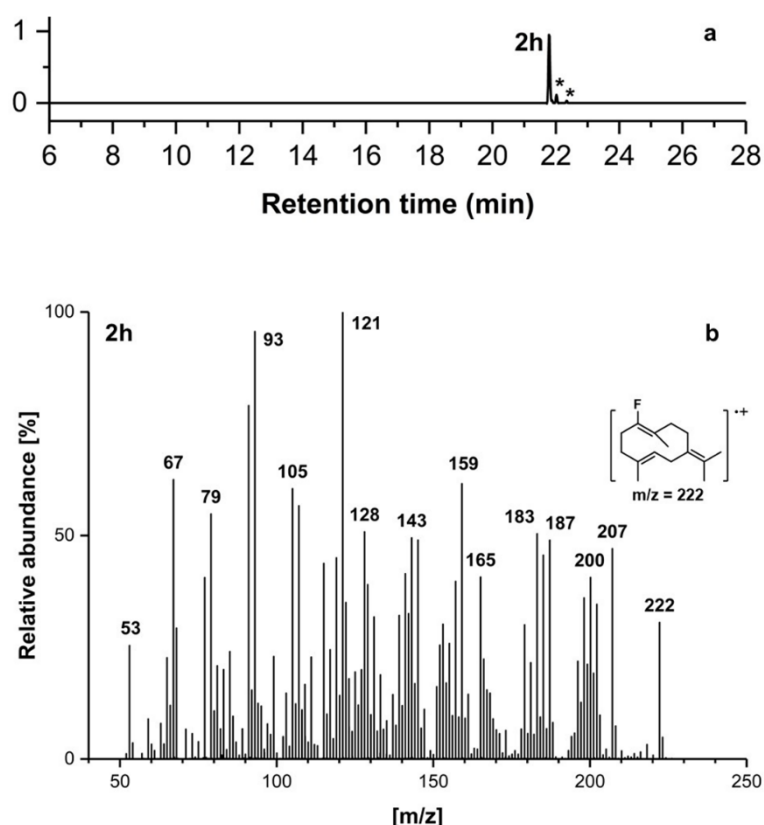 1
2h
a
*
*
0
6 8 10 12 14 16 18 20 22 24 26 28
Retention time (min)
100
2h
121
b
93
F
•+
m/z = 222
67
159
105
79
128
143
183
187
207
50
165
200
222
53
Relative abundance [%]
0
50 100 150 200 250
[m/z]